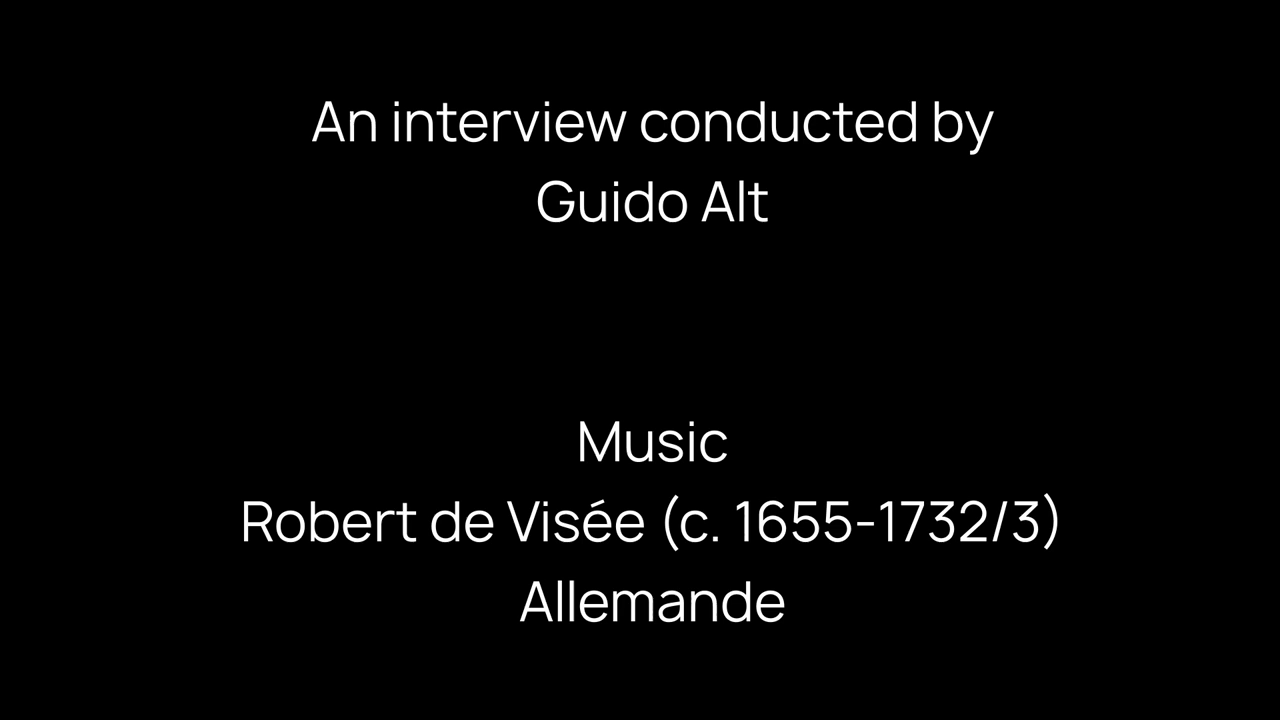 An interview conducted by
Guido Alt
Music
Robert de Visée (c. 1655-1732/3)
Allemande